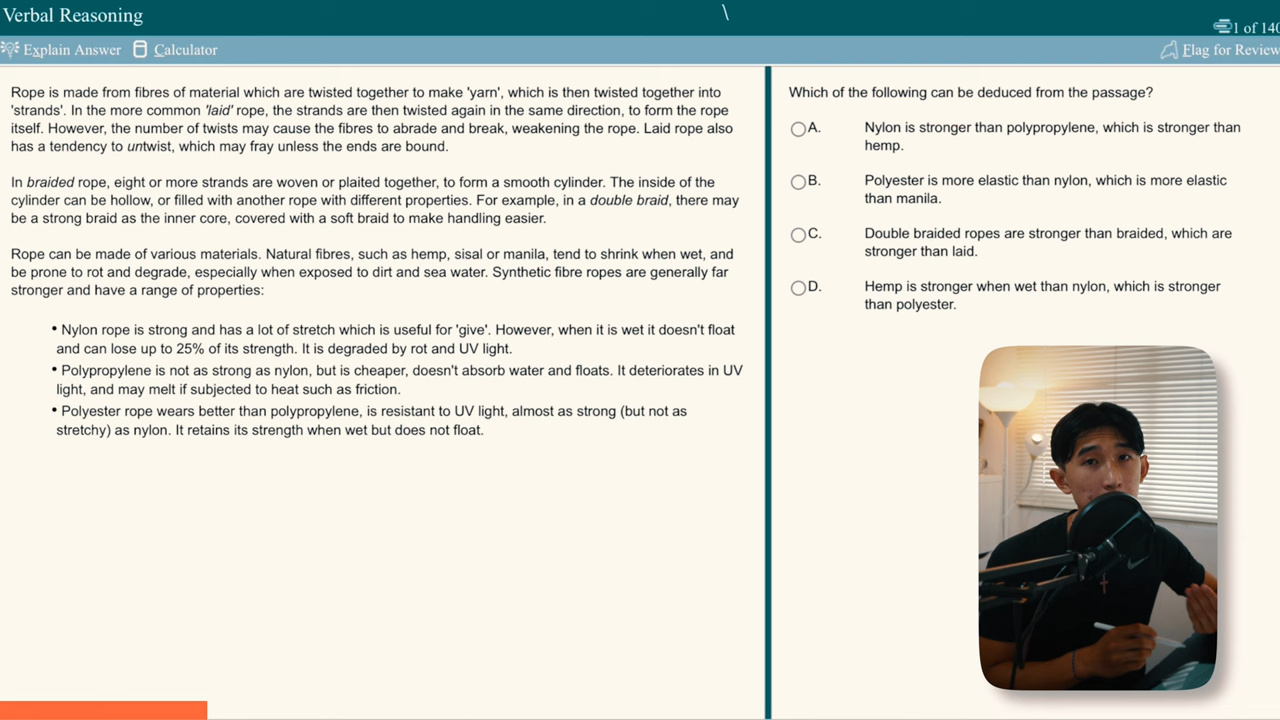 Verbal Reasoning
\
1 of 140
Explain Answer
Calculator
Flag for Review
Rope is made from fibres of material which are twisted together to make 'yarn', which is then twisted together into
'strands'. In the more common 'laid' rope, the strands are then twisted again in the same direction, to form the rope
itself. However, the number of twists may cause the fibres to abrade and break, weakening the rope. Laid rope also
has a tendency to untwist, which may fray unless the ends are bound.
In braided rope, eight or more strands are woven or plaited together, to form a smooth cylinder. The inside of the
cylinder can be hollow, or filled with another rope with different properties. For example, in a double braid, there may
be a strong braid as the inner core, covered with a soft braid to make handling easier.
Rope can be made of various materials. Natural fibres, such as hemp, sisal or manila, tend to shrink when wet, and
be prone to rot and degrade, especially when exposed to dirt and sea water. Synthetic fibre ropes are generally far
stronger and have a range of properties:
• Nylon rope is strong and has a lot of stretch which is useful for 'give'. However, when it is wet it doesn't float
and can lose up to 25% of its strength. It is degraded by rot and UV light.
• Polypropylene is not as strong as nylon, but is cheaper, doesn't absorb water and floats. It deteriorates in UV
light, and may melt if subjected to heat such as friction.
• Polyester rope wears better than polypropylene, is resistant to UV light, almost as strong (but not as
stretchy) as nylon. It retains its strength when wet but does not float.
Which of the following can be deduced from the passage?
A. Nylon is stronger than polypropylene, which is stronger than
hemp.
B. Polyester is more elastic than nylon, which is more elastic
than manila.
C. Double braided ropes are stronger than braided, which are
stronger than laid.
D. Hemp is stronger when wet than nylon, which is stronger
than polyester.